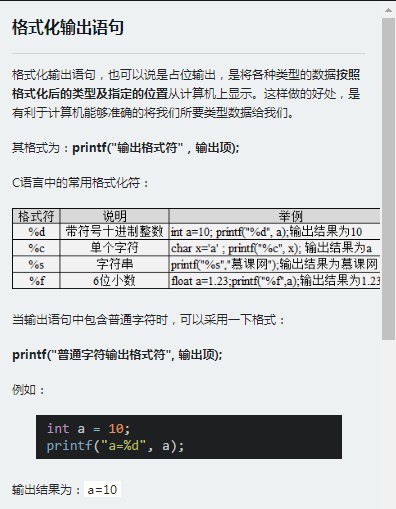 格式化输出语句
格式化输出语句，也可以说是占位输出，是将各种类型的数据按照
格式化后的类型及指定的位置从计算机上显示。这样做的好处，是
有利于计算机能够准确的将我们所要类型数据给我们。
其格式为：printf("输出格式符"，输出项);
C语言中的常用格式化符：
格式符 说明 举例
%d 带符号十进制整数 int a=10; printf("%d", a);输出结果为10
%c 单个字符 char x='a' ; printf("%c", x); 输出结果为a
%s 字符串 printf("%s","慕课网");输出结果为慕课网
%f 6位小数 float a=1.23;printf("%f",a);输出结果为1.23
当输出语句中包含普通字符时，可以采用一下格式：
printf("普通字符输出格式符", 输出项);
例如：
int a = 10;
printf("a=%d", a);
输出结果为：a=10